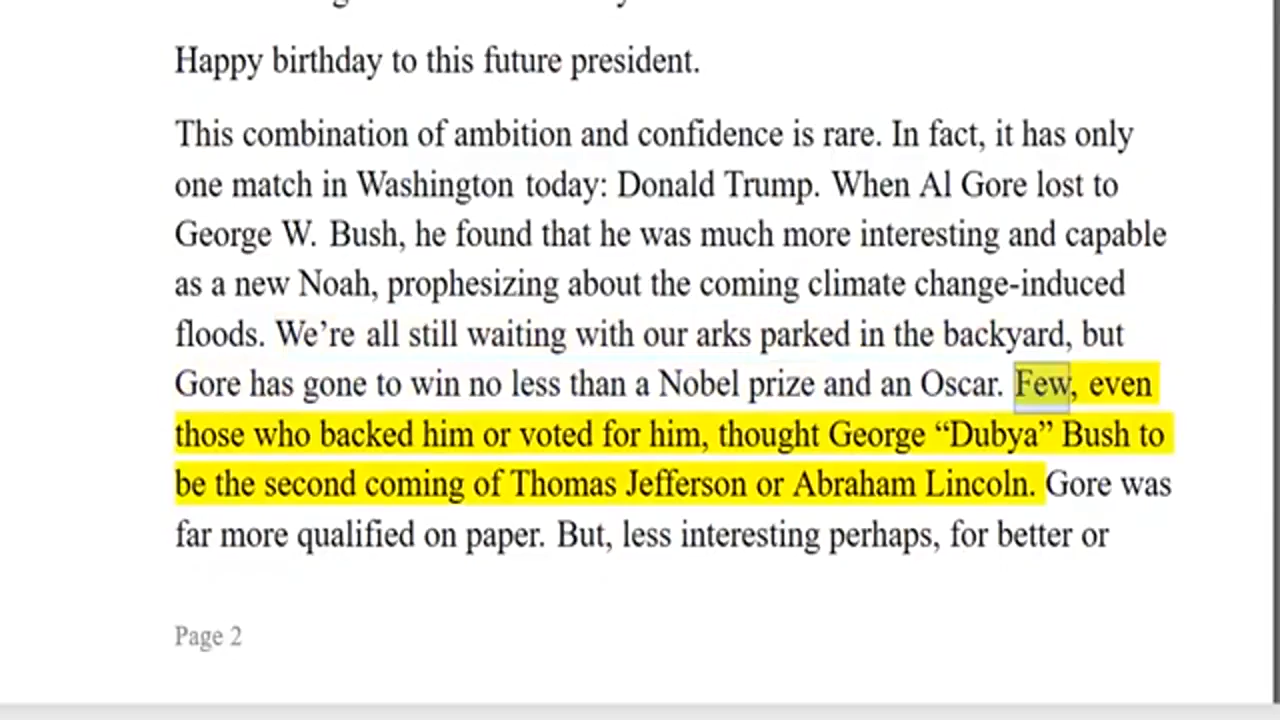 Happy birthday to this future president.
This combination of ambition and confidence is rare. In fact, it has only
one match in Washington today: Donald Trump. When Al Gore lost to
George W. Bush, he found that he was much more interesting and capable
as a new Noah, prophesizing about the coming climate change-induced
floods. We’re all still waiting with our arks parked in the backyard, but
Gore has gone to win no less than a Nobel prize and an Oscar. Few, even
those who backed him or voted for him, thought George “Dubya” Bush to
be the second coming of Thomas Jefferson or Abraham Lincoln. Gore was
far more qualified on paper. But, less interesting perhaps, for better or
Page 2